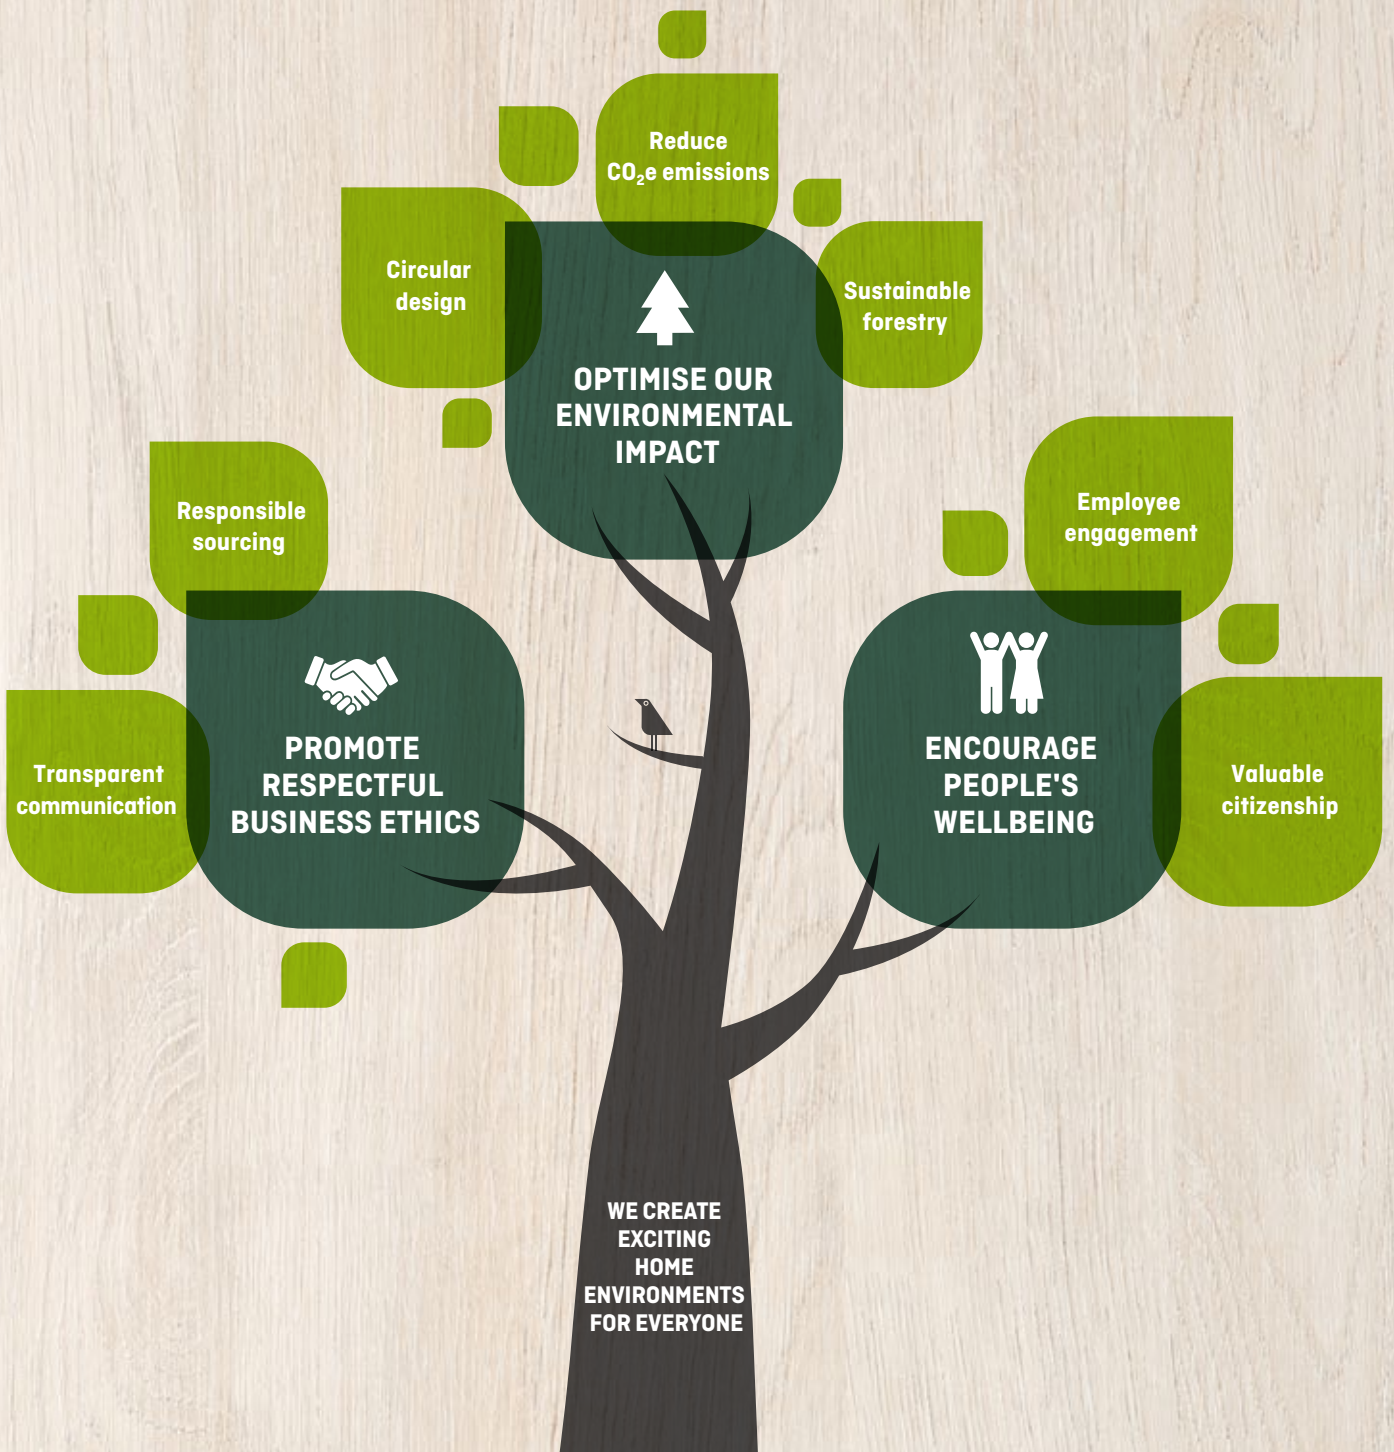 Reduce
CO₂e emissions
Circular
design
Sustainable
forestry
OPTIMISE OUR
ENVIRONMENTAL
IMPACT
Responsible
sourcing
Employee
engagement
PROMOTE
RESPECTFUL
BUSINESS ETHICS
Transparent
communication
ENCOURAGE
PEOPLE'S
WELLBEING
Valuable
citizenship
WE CREATE
EXCITING
HOME
ENVIRONMENTS
FOR EVERYONE